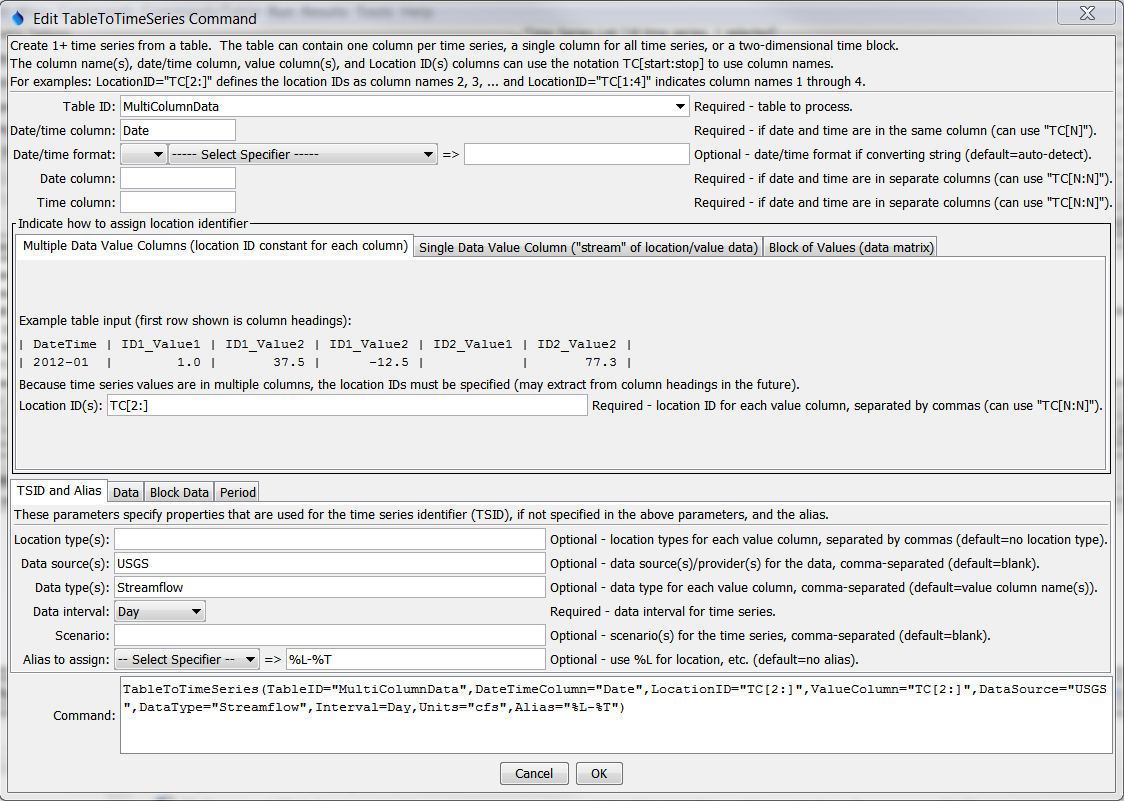 Edit TableToTimeSeries Command
Create 1+ time series from a table. The table can contain one column per time series, a single column for all time series, or a two-dimensional time block.
The column name(s), date/time column, value column(s), and Location ID(s) columns can use the notation TC[start:stop] to use column names.
For examples: LocationID="TC[2:]" defines the location IDs as column names 2, 3, ... and LocationID="TC[1:4]" indicates column names 1 through 4.
Table ID: MultiColumnData Required - table to process.
Date/time column: Date Required - if date and time are in the same column (can use "TC[N]").
Date/time format: ----- Select Specifier ----- => Optional - date/time format if converting string (default=auto-detect).
Date column: Required - if date and time are in separate columns (can use "TC[N:N]").
Time column: Required - if date and time are in separate columns (can use "TC[N:N]").
Indicate how to assign location identifier
Multiple Data Value Columns (location ID constant for each column) Single Data Value Column ("stream" of location/value data) Block of Values (data matrix)
Example table input (first row shown is column headings):
| DateTime | ID1_Value1 | ID1_Value2 | ID1_Value2 | ID2_Value1 | ID2_Value2 |
| 2012-01 | 1.0 | 37.5 | -12.5 | | 77.3 |
Because time series values are in multiple columns, the location IDs must be specified (may extract from column headings in the future).
Location ID(s): TC[2:] Required - location ID for each value column, separated by commas (can use "TC[N:N]").
TSID and Alias Data Block Data Period
These parameters specify properties that are used for the time series identifier (TSID), if not specified in the above parameters, and the alias.
Location type(s): Optional - location types for each value column, separated by commas (default=no location type).
Data source(s): USGS Optional - data source(s)/provider(s) for the data, comma-separated (default=blank).
Data type(s): Streamflow Optional - data type for each value column, comma-separated (default=value column name(s)).
Data interval: Day Required - data interval for time series.
Scenario: Optional - scenario(s) for the time series, comma-separated (default=blank).
Alias to assign: -- Select Specifier -- => %L-%T Optional - use %L for location, etc. (default=no alias).
Command: TableToTimeSeries(TableID="MultiColumnData",DateTimeColumn="Date",LocationID="TC[2:]",ValueColumn="TC[2:]",DataSource="USGS
",DataType="Streamflow",Interval=Day,Units="cfs",Alias="%L-%T")
Cancel OK